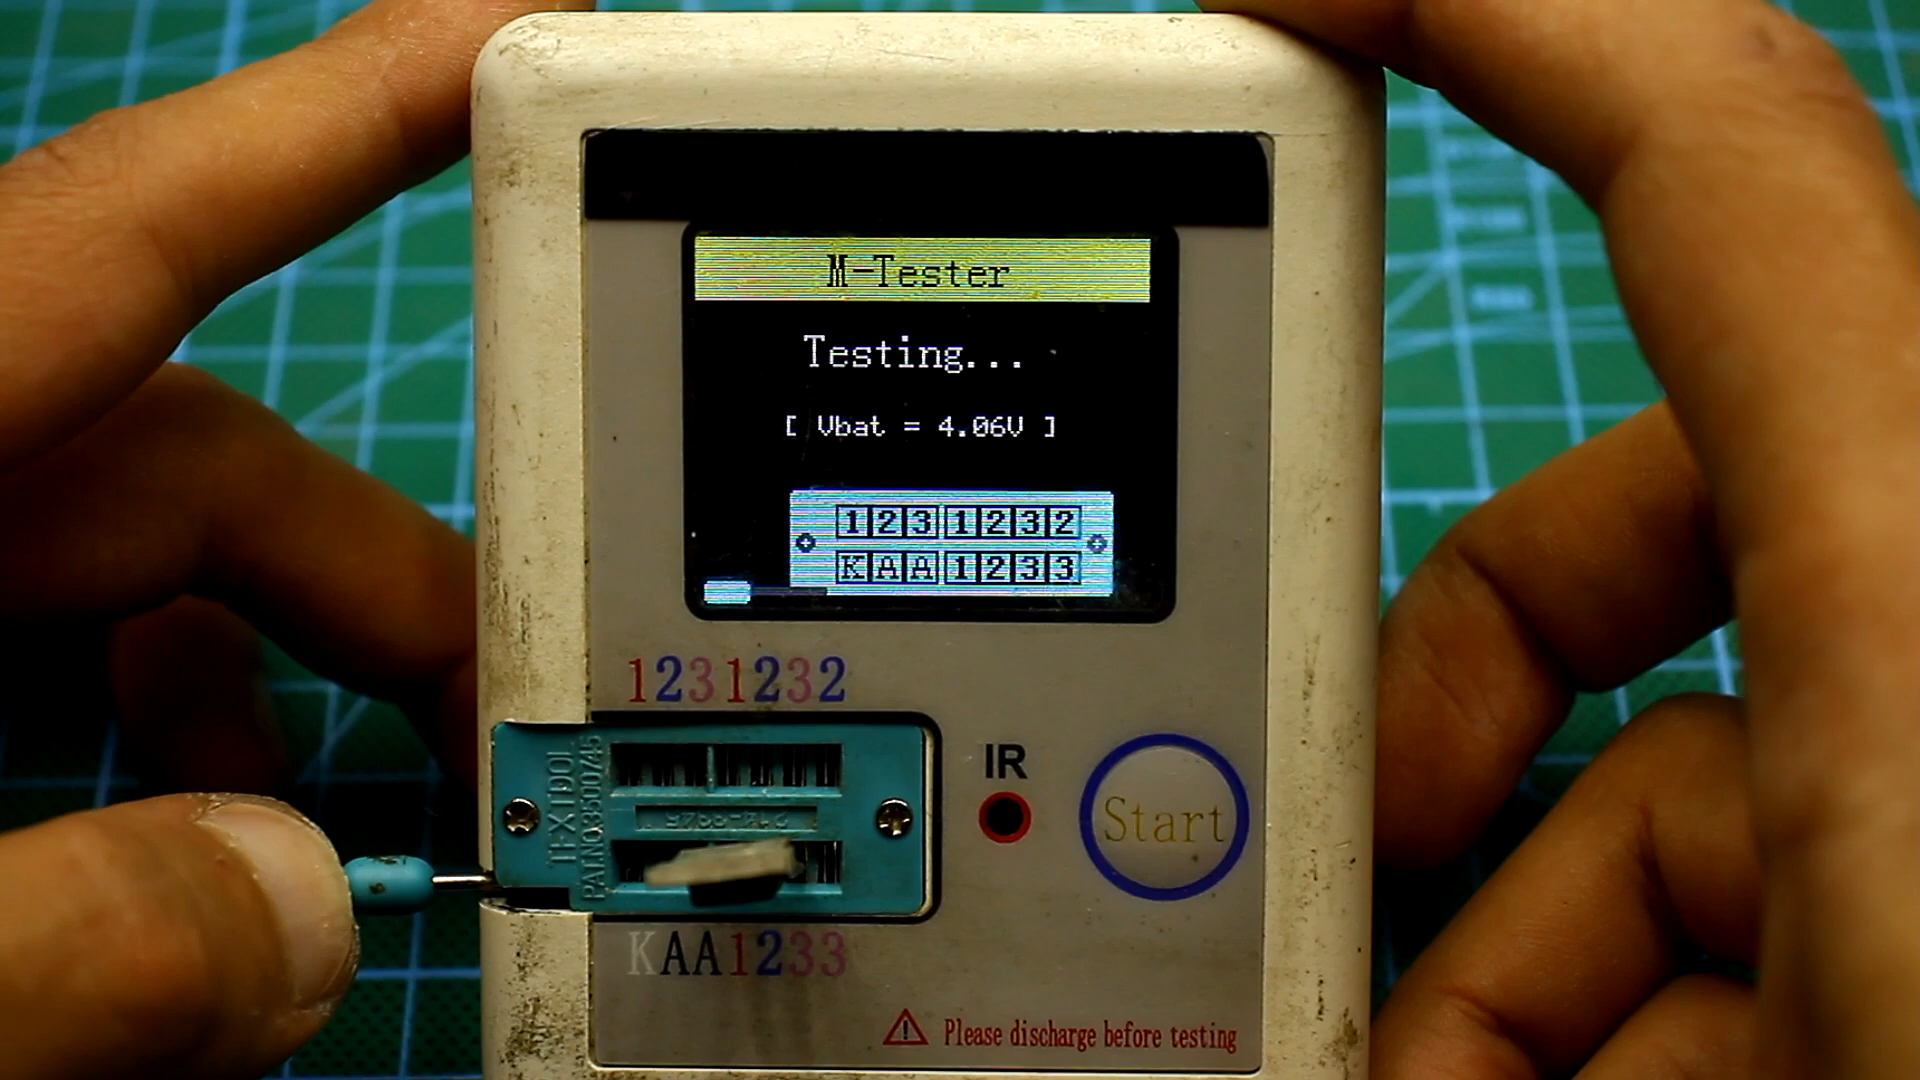 M-Tester
Testing...
[ Vbat = 4.06V ]
1231232
KAA1233
1231232
TEXTOOL
IR
Start
KAA1233
Please discharge before testing